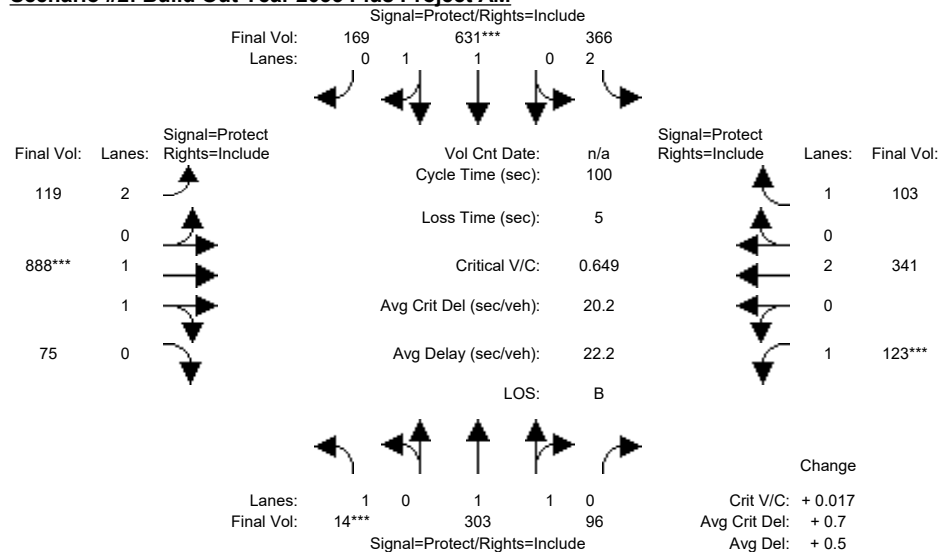 Scenario #2: Build Out Year Plus Project AM
Signal=Protect/Rights=Include
Final Vol: 169 631*** 366
Lanes: 0 1 1 0 2
Signal=Protect Signal=Protect
Final Vol: Lanes: Rights=Include Vol Cnt Date: n/a Rights=Include Lanes: Final Vol:
Cycle Time (sec): 100
119 2 1 103
Loss Time (sec): 5
0 0
888*** 1 Critical V/C: 0.649 2 341
1 Avg Crit Del (sec/veh): 20.2 0
75 0 Avg Delay (sec/veh): 22.2 1 123***
LOS: B
Change
Lanes: 1 0 1 1 0 Crit V/C: + 0.017
Final Vol: 14*** 303 96 Avg Crit Del: + 0.7
Signal=Protect/Rights=Include Avg Del: + 0.5